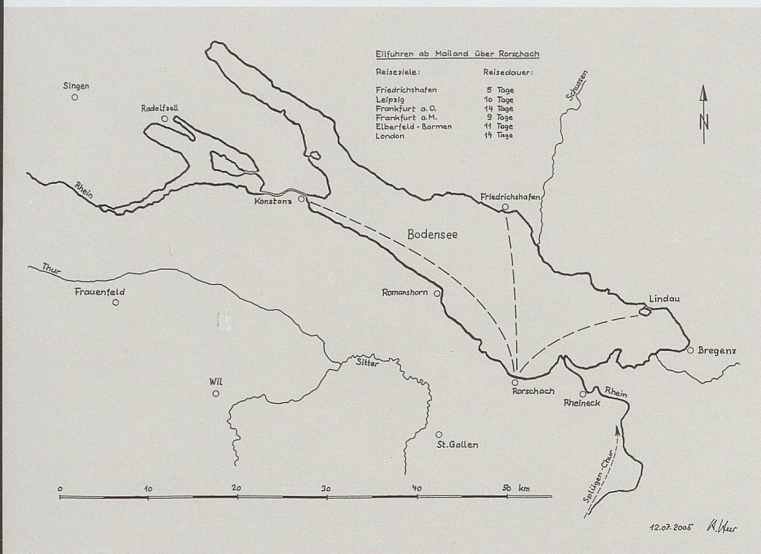 Eilfuhren ab Mailand über Rorschach
Reiseziele: Reisedauer:
Friedrichshafen 5 Tage
Leipzig 10 Tage
Frankfurt a.O. 14 Tage
Frankfurt a.M. 9 Tage
Elberfeld-Barmen 11 Tage
London 14 Tage
Singen
Radolfzell
Schussen
N
Rhein
Konstanz
Friedrichshafen
Bodensee
Thur
Frauenfeld
Romanshorn
Lindau
Bregenz
Sitter
Wil
Rorschach
Rheineck
Rhein
St.Gallen
Splügen-Chur
0 10 20 30 40 50 km
12.07.2005